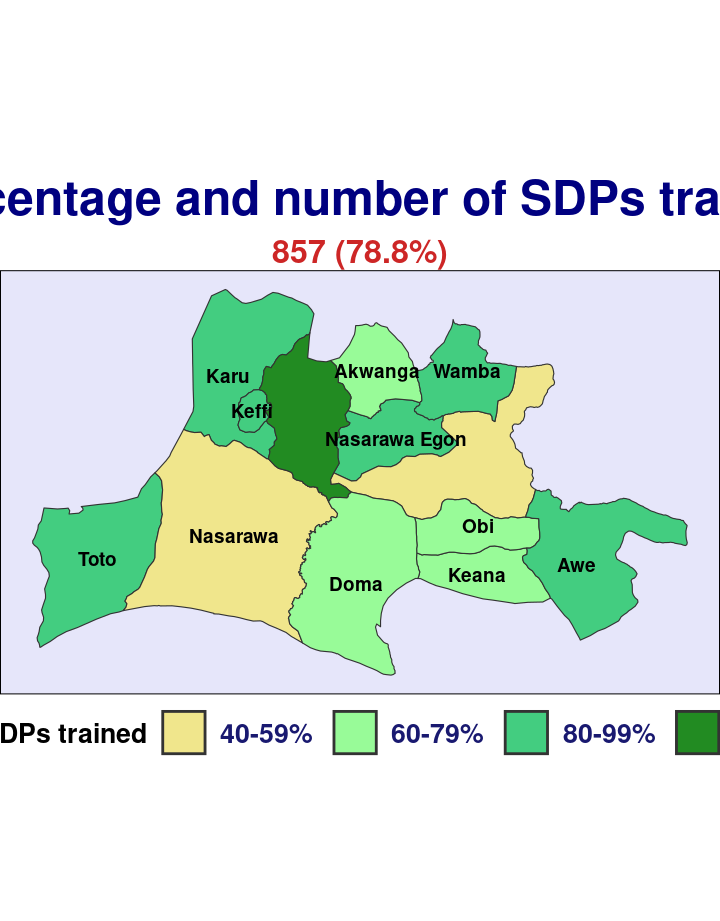 centage and number of SDPs tra
857 (78.8%)
Karu
Akwanga
Wamba
Keffi
Nasarawa Egon
Obi
Nasarawa
Toto
Awe
Keana
Doma
DPs trained 40-59% 60-79% 80-99%